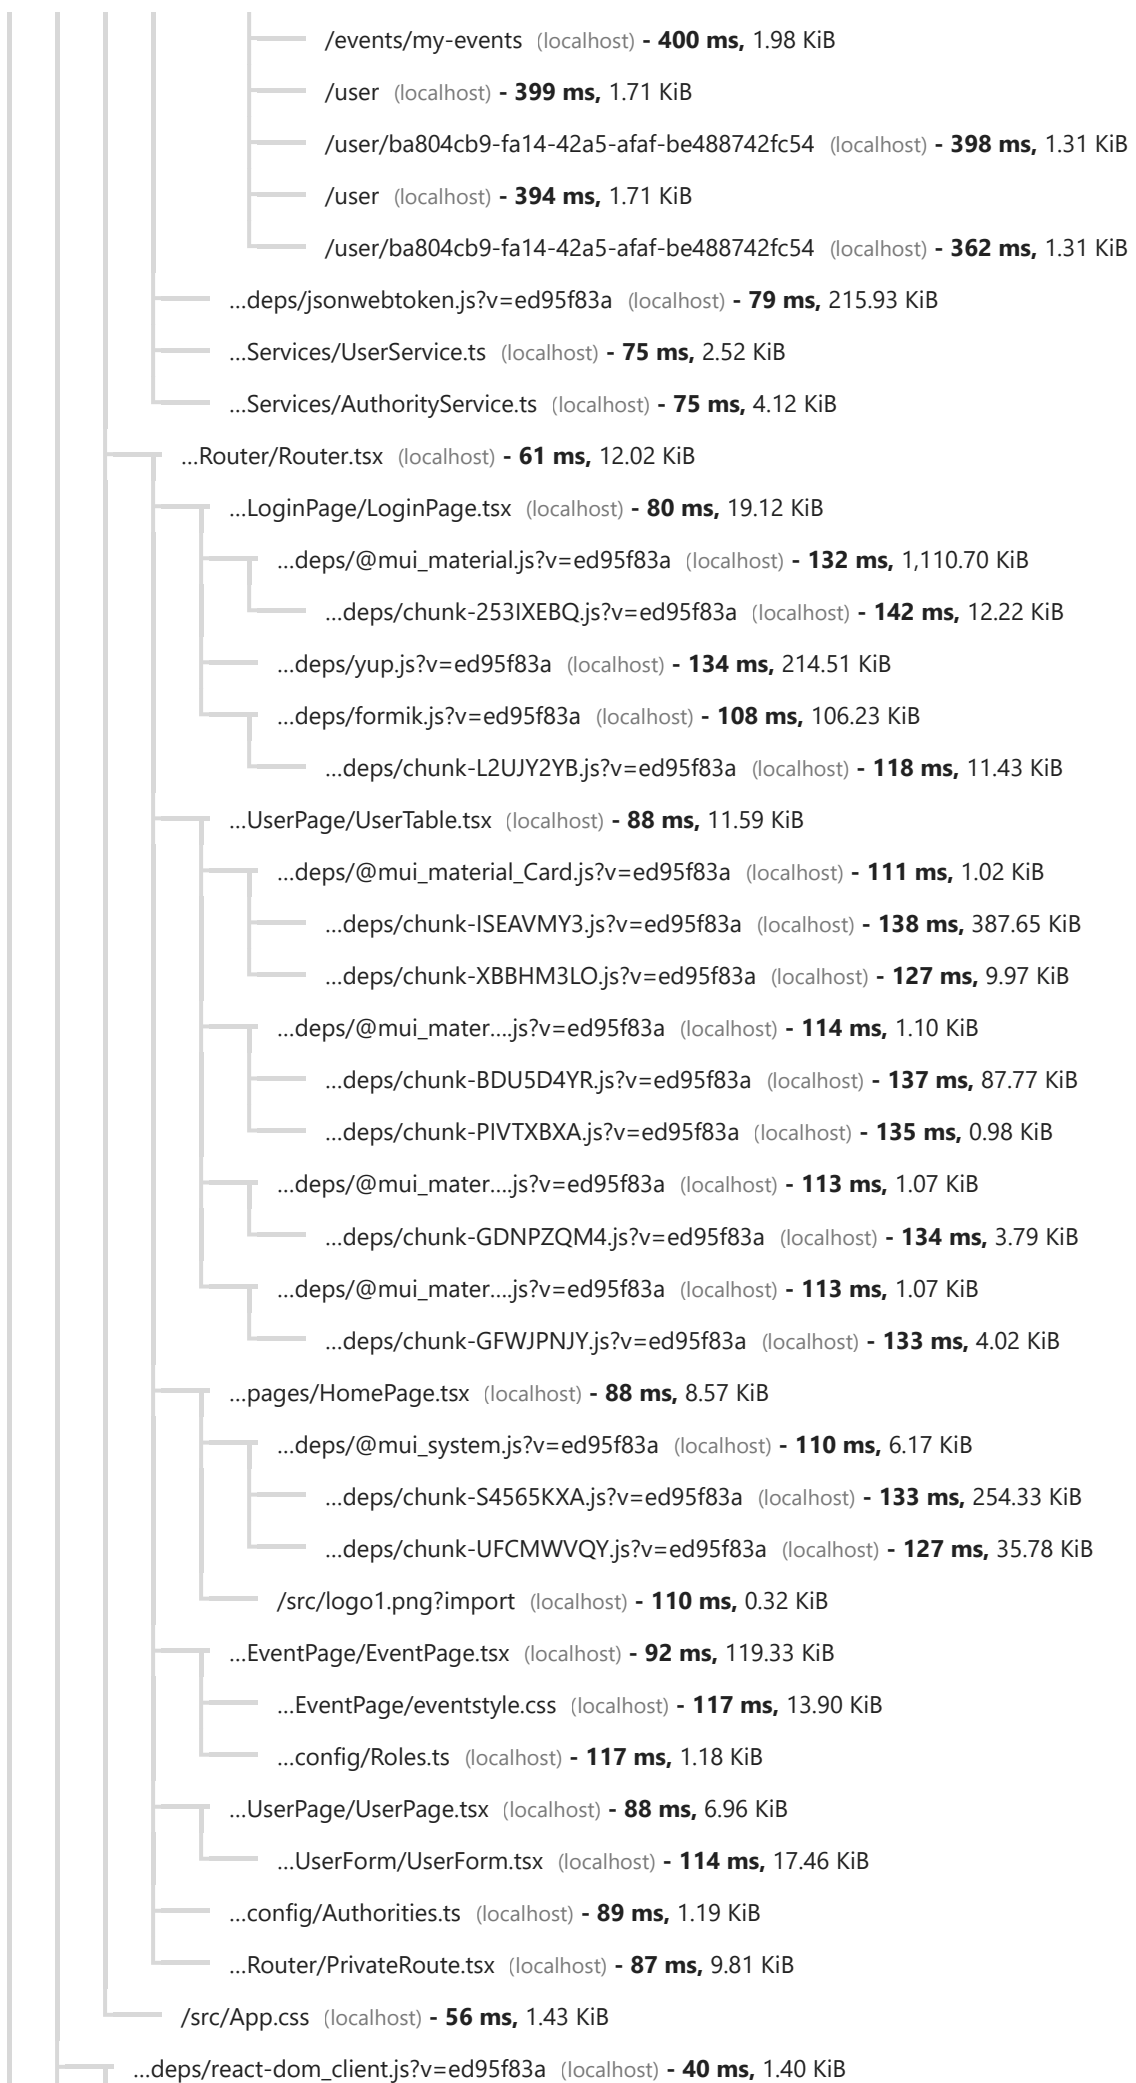 /events/my-events (localhost) - 400 ms, 1.98 KiB
/user (localhost) - 399 ms, 1.71 KiB
/user/ba804cb9-fa14-42a5-afaf-be488742fc54 (localhost) - 398 ms, 1.31 KiB
/user (localhost) - 394 ms, 1.71 KiB
/user/ba804cb9-fa14-42a5-afaf-be488742fc54 (localhost) - 362 ms, 1.31 KiB
...deps/jsonwebtoken.js?v=ed95f83a (localhost) - 79 ms, 215.93 KiB
...Services/UserService.ts (localhost) - 75 ms, 2.52 KiB
...Services/AuthorityService.ts (localhost) - 75 ms, 4.12 KiB
...Router/Router.tsx (localhost) - 61 ms, 12.02 KiB
...LoginPage/LoginPage.tsx (localhost) - 80 ms, 19.12 KiB
...deps/@mui_material.js?v=ed95f83a (localhost) - 132 ms, 1,110.70 KiB
...deps/chunk-253IXEBQ.js?v=ed95f83a (localhost) - 142 ms, 12.22 KiB
...deps/yup.js?v=ed95f83a (localhost) - 134 ms, 214.51 KiB
...deps/formik.js?v=ed95f83a (localhost) - 108 ms, 106.23 KiB
...deps/chunk-L2UJY2YB.js?v=ed95f83a (localhost) - 118 ms, 11.43 KiB
...UserPage/UserTable.tsx (localhost) - 88 ms, 11.59 KiB
...deps/@mui_material_Card.js?v=ed95f83a (localhost) - 111 ms, 1.02 KiB
...deps/chunk-ISEAVMY3.js?v=ed95f83a (localhost) - 138 ms, 387.65 KiB
...deps/chunk-XBBHM3LO.js?v=ed95f83a (localhost) - 127 ms, 9.97 KiB
...deps/@mui_mater....js?v=ed95f83a (localhost) - 114 ms, 1.10 KiB
...deps/chunk-BDU5D4YR.js?v=ed95f83a (localhost) - 137 ms, 87.77 KiB
...deps/chunk-PIVTXBXA.js?v=ed95f83a (localhost) - 135 ms, 0.98 KiB
...deps/@mui_mater....js?v=ed95f83a (localhost) - 113 ms, 1.07 KiB
...deps/chunk-GDNPZQM4.js?v=ed95f83a (localhost) - 134 ms, 3.79 KiB
...deps/@mui_mater....js?v=ed95f83a (localhost) - 113 ms, 1.07 KiB
...deps/chunk-GFWJPNJY.js?v=ed95f83a (localhost) - 133 ms, 4.02 KiB
...pages/HomePage.tsx (localhost) - 88 ms, 8.57 KiB
...deps/@mui_system.js?v=ed95f83a (localhost) - 110 ms, 6.17 KiB
...deps/chunk-S4565KXA.js?v=ed95f83a (localhost) - 133 ms, 254.33 KiB
...deps/chunk-UFCMWVQY.js?v=ed95f83a (localhost) - 127 ms, 35.78 KiB
/src/logo1.png?import (localhost) - 110 ms, 0.32 KiB
...EventPage/EventPage.tsx (localhost) - 92 ms, 119.33 KiB
...EventPage/eventstyle.css (localhost) - 117 ms, 13.90 KiB
...config/Roles.ts (localhost) - 117 ms, 1.18 KiB
...UserPage/UserPage.tsx (localhost) - 88 ms, 6.96 KiB
...UserForm/UserForm.tsx (localhost) - 114 ms, 17.46 KiB
...config/Authorities.ts (localhost) - 89 ms, 1.19 KiB
...Router/PrivateRoute.tsx (localhost) - 87 ms, 9.81 KiB
/src/App.css (localhost) - 56 ms, 1.43 KiB
...deps/react-dom_client.js?v=ed95f83a (localhost) - 40 ms, 1.40 KiB